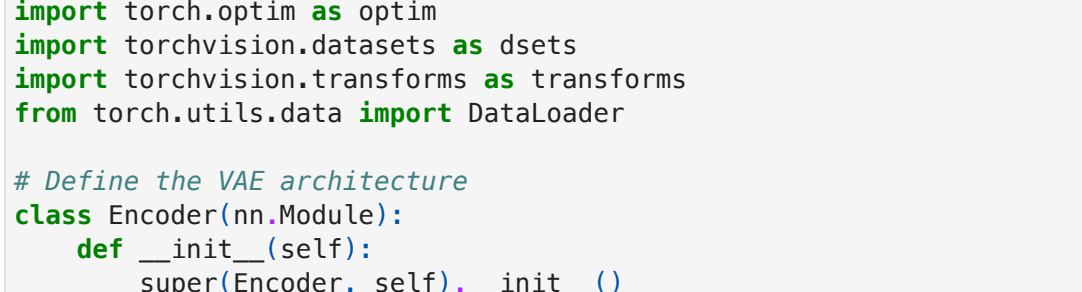 import torch.optim as optim
import torchvision.datasets as dsets
import torchvision.transforms as transforms
from torch.utils.data import DataLoader

# Define the VAE architecture
class Encoder(nn.Module):
    def __init__(self):
        super(Encoder, self).__init__()